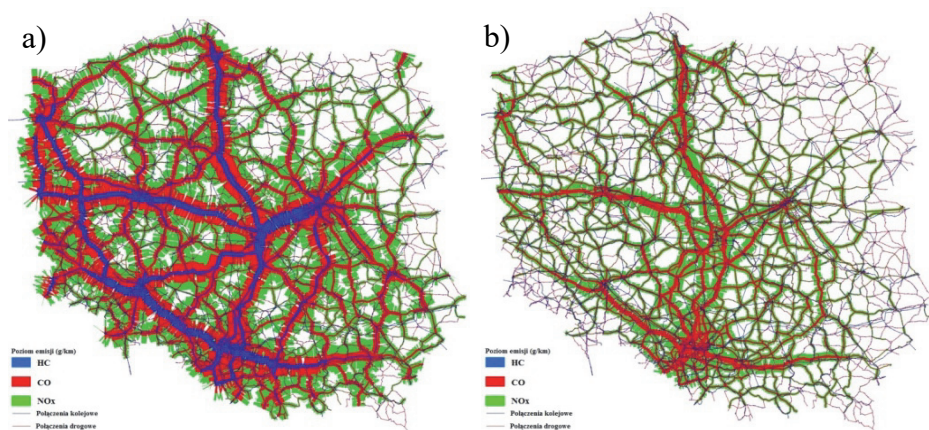 a)
b)
Poziom emisji (g/km)
HC
CO
NOx
Połączenia kolejowe
Połączenia drogowe
Poziom emisji (g/km)
HC
CO
NOx
Połączenia kolejowe
Połączenia drogowe